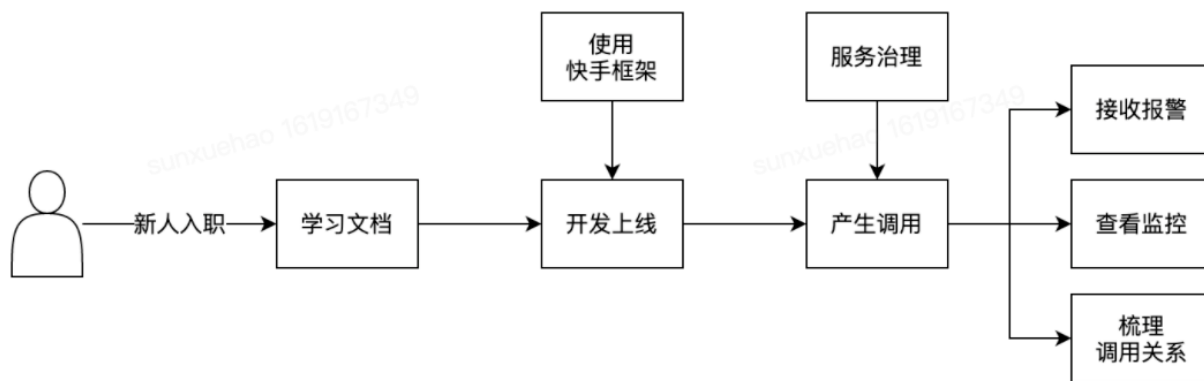 使用
快手框架
服务治理
接收报警
sunxuehao 1619167349
sunxuehao 1619167349
新人入职
学习文档
开发上线
产生调用
查看监控
梳理
调用关系